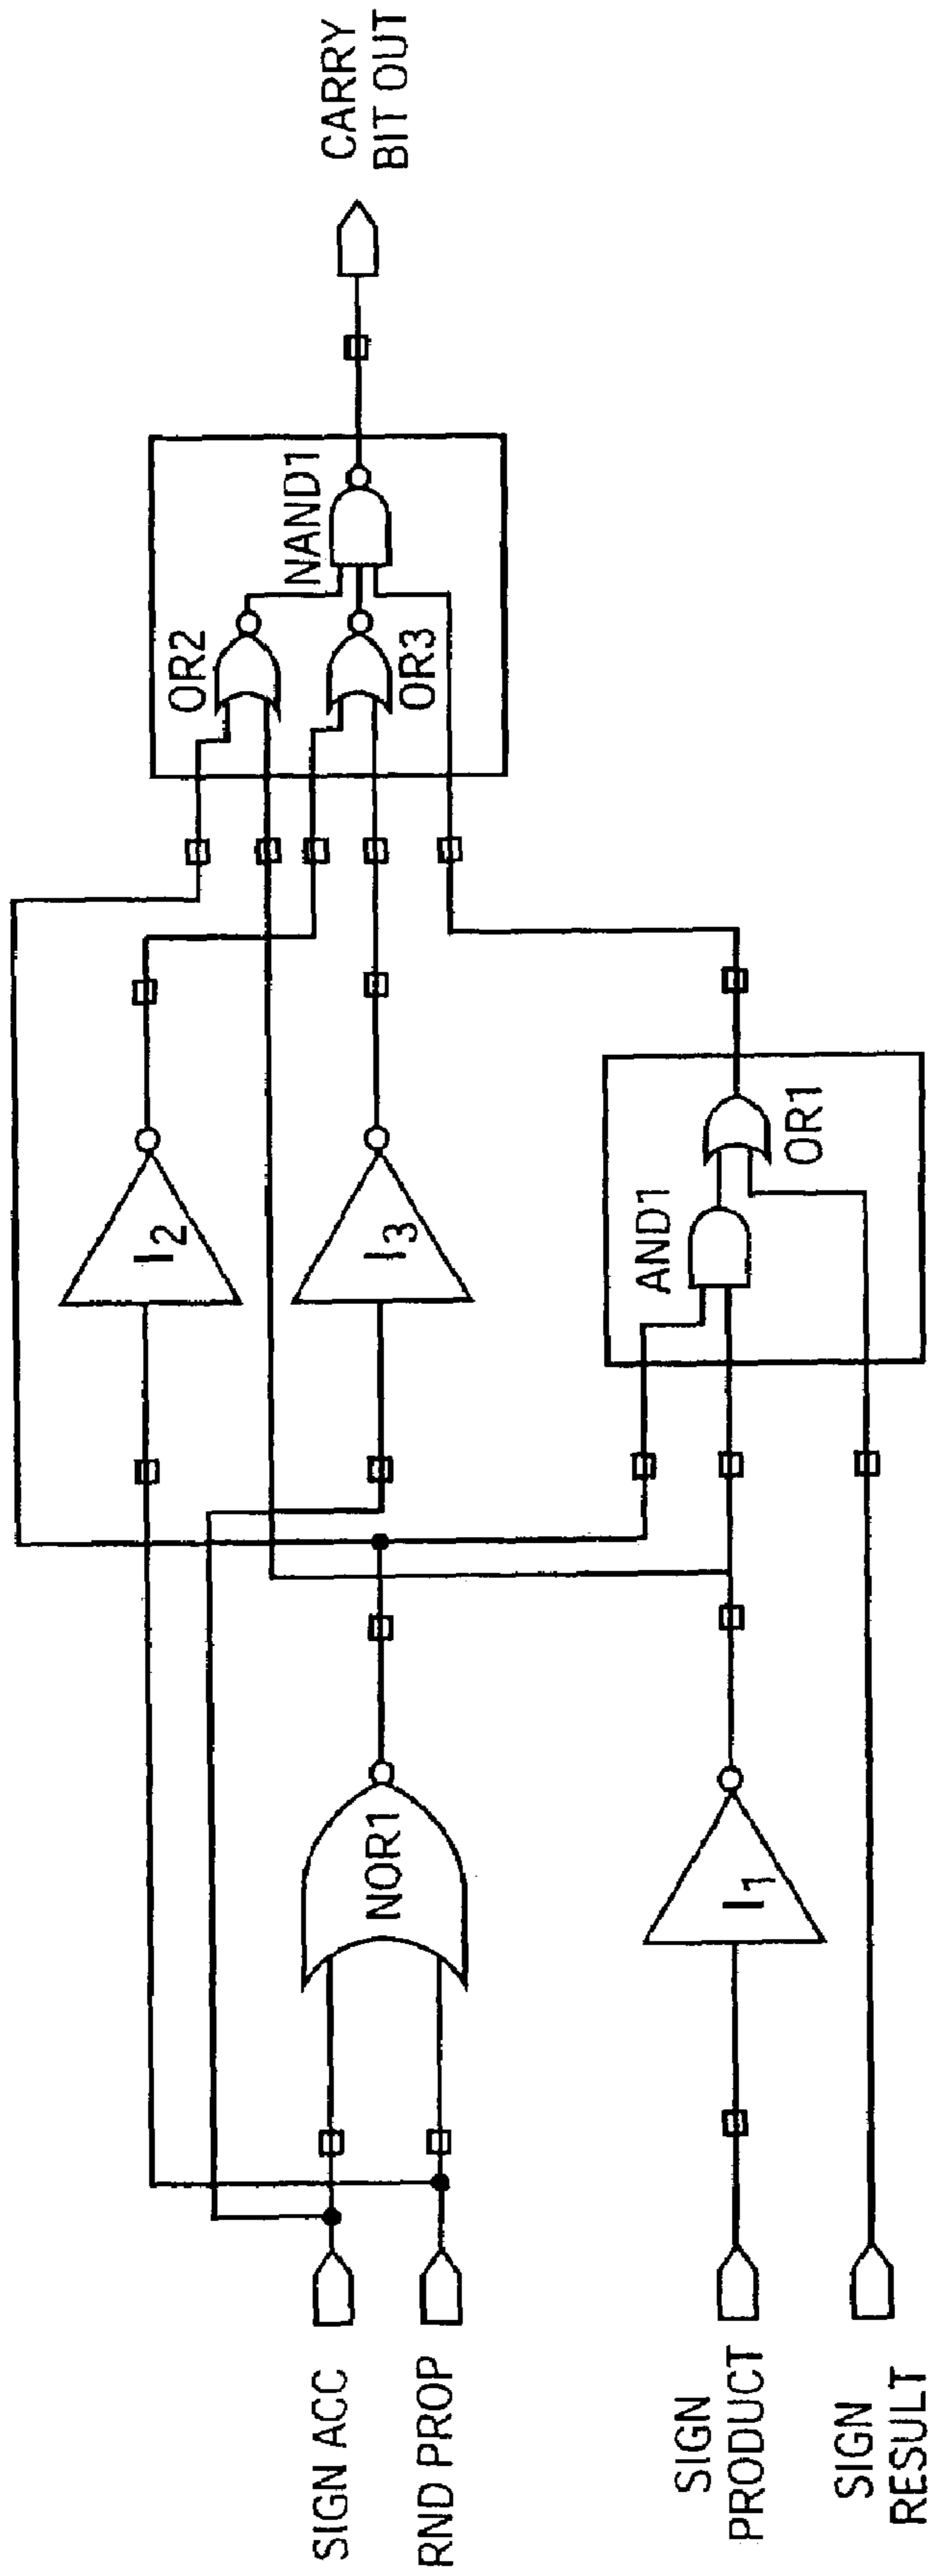 CARRY
BIT OUT
NAND1
OR2
OR3
I2
I3
AND1
OR1
NOR1
I1
SIGN ACC
RND PROP
SIGN
PRODUCT
SIGN
RESULT